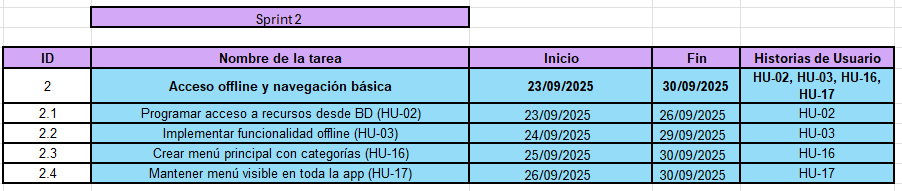 Sprint 2
ID Nombre de la tarea Inicio Fin Historias de Usuario
2 Acceso offline y navegación básica 23/09/2025 30/09/2025 HU-02, HU-03, HU-16, HU-17
2.1 Programar acceso a recursos desde BD (HU-02) 23/09/2025 26/09/2025 HU-02
2.2 Implementar funcionalidad offline (HU-03) 24/09/2025 29/09/2025 HU-03
2.3 Crear menú principal con categorías (HU-16) 25/09/2025 30/09/2025 HU-16
2.4 Mantener menú visible en toda la app (HU-17) 26/09/2025 30/09/2025 HU-17